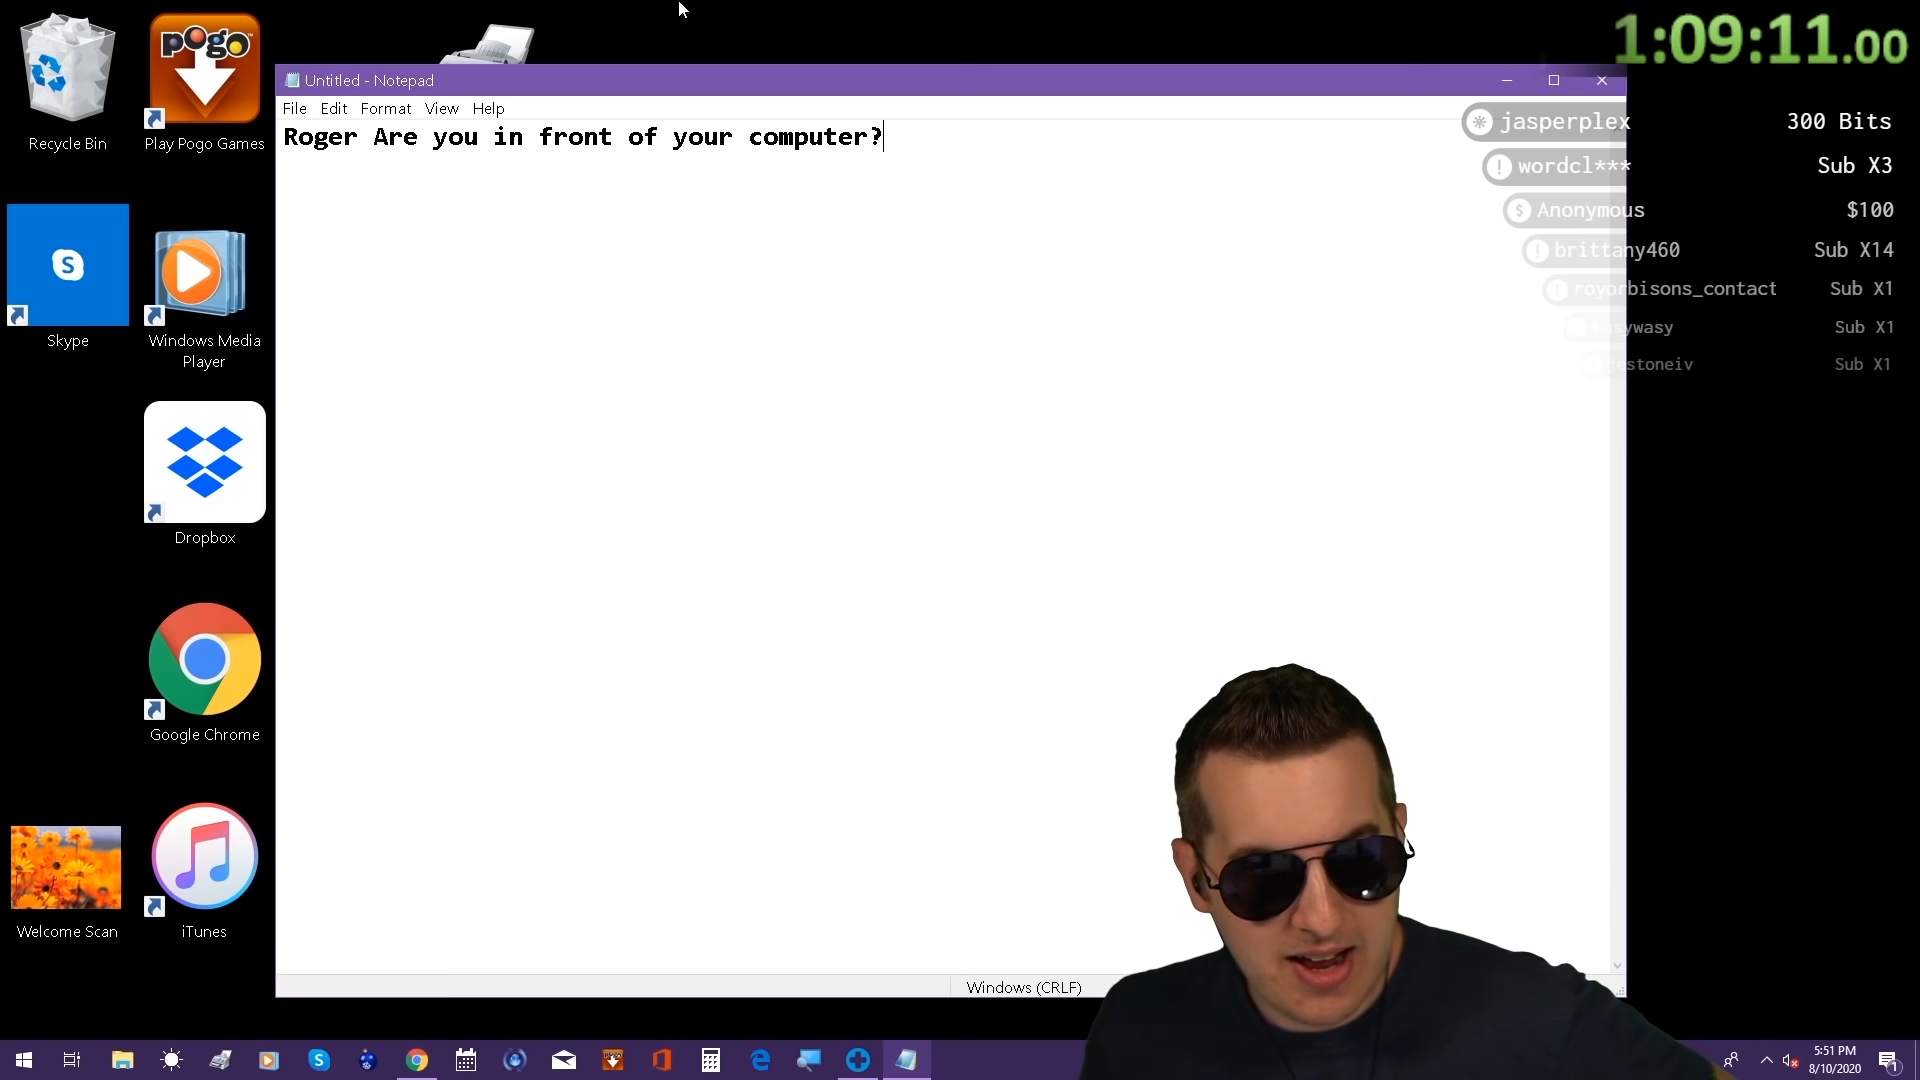 1:09:11.00
pogo
Recycle Bin
Play Pogo Games
Untitled - Notepad
File Edit Format View Help
Roger Are you in front of your computer?
jasperplex 300 Bits
wordcl*** Sub X3
Anonymous $100
brittany460 Sub X14
royorbisons_contact Sub X1
Sub X1
Sub X1
S
Skype
Windows Media
Player
Dropbox
Google Chrome
Welcome Scan
iTunes
Windows (CRLF)
5:51 PM
8/10/2020
1